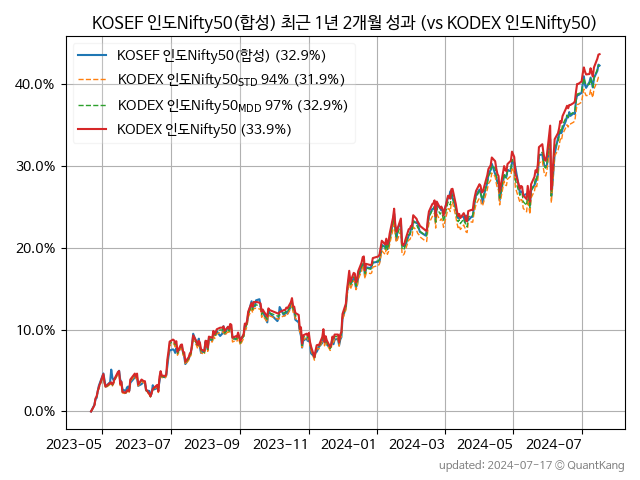 KOSEF 인도Nifty50(합성) 최근 1년 2개월 성과 (vs KODEX 인도Nifty50)
KOSEF 인도Nifty50(합성) (32.9%)
KODEX 인도Nifty50STD 94% (31.9%)
KODEX 인도Nifty50MDD 97% (32.9%)
KODEX 인도Nifty50 (33.9%)
40.0%
30.0%
20.0%
10.0%
0.0%
2023-05 2023-07 2023-09 2023-11 2024-01 2024-03 2024-05 2024-07
updated: 2024-07-17 © QuantKang